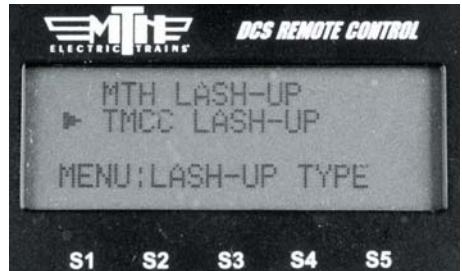 MTH
ELECTRIC TRAINS
DCS REMOTE CONTROL
MTH LASH-UP
TMCC LASH-UP
MENU:LASH-UP TYPE
S1 S2 S3 S4 S5